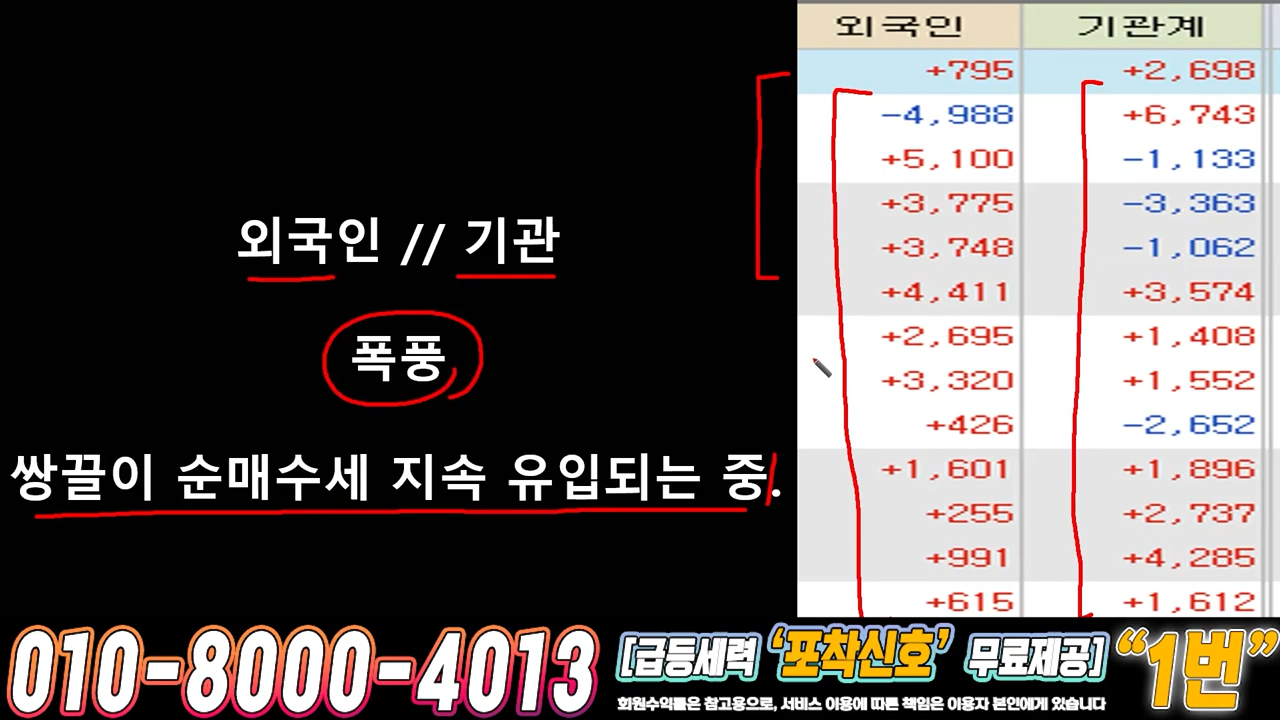 외국인 // 기관
폭풍
쌍끌이 순매수세 지속 유입되는 중.
외국인 기관계
+795 +2,698
-4,988 +6,743
+5,100 -1,133
+3,775 -3,363
+3,748 -1,062
+4,411 +3,574
+2,695 +1,408
+3,320 +1,552
+426 -2,652
+1,601 +1,896
+255 +2,737
+991 +4,285
+615 +1,612
010-8000-4013
[급등세력 '포착신호' 무료제공] "1번"
회원수익률은 참고용으로, 서비스 이용에 따른 책임은 이용자 본인에게 있습니다